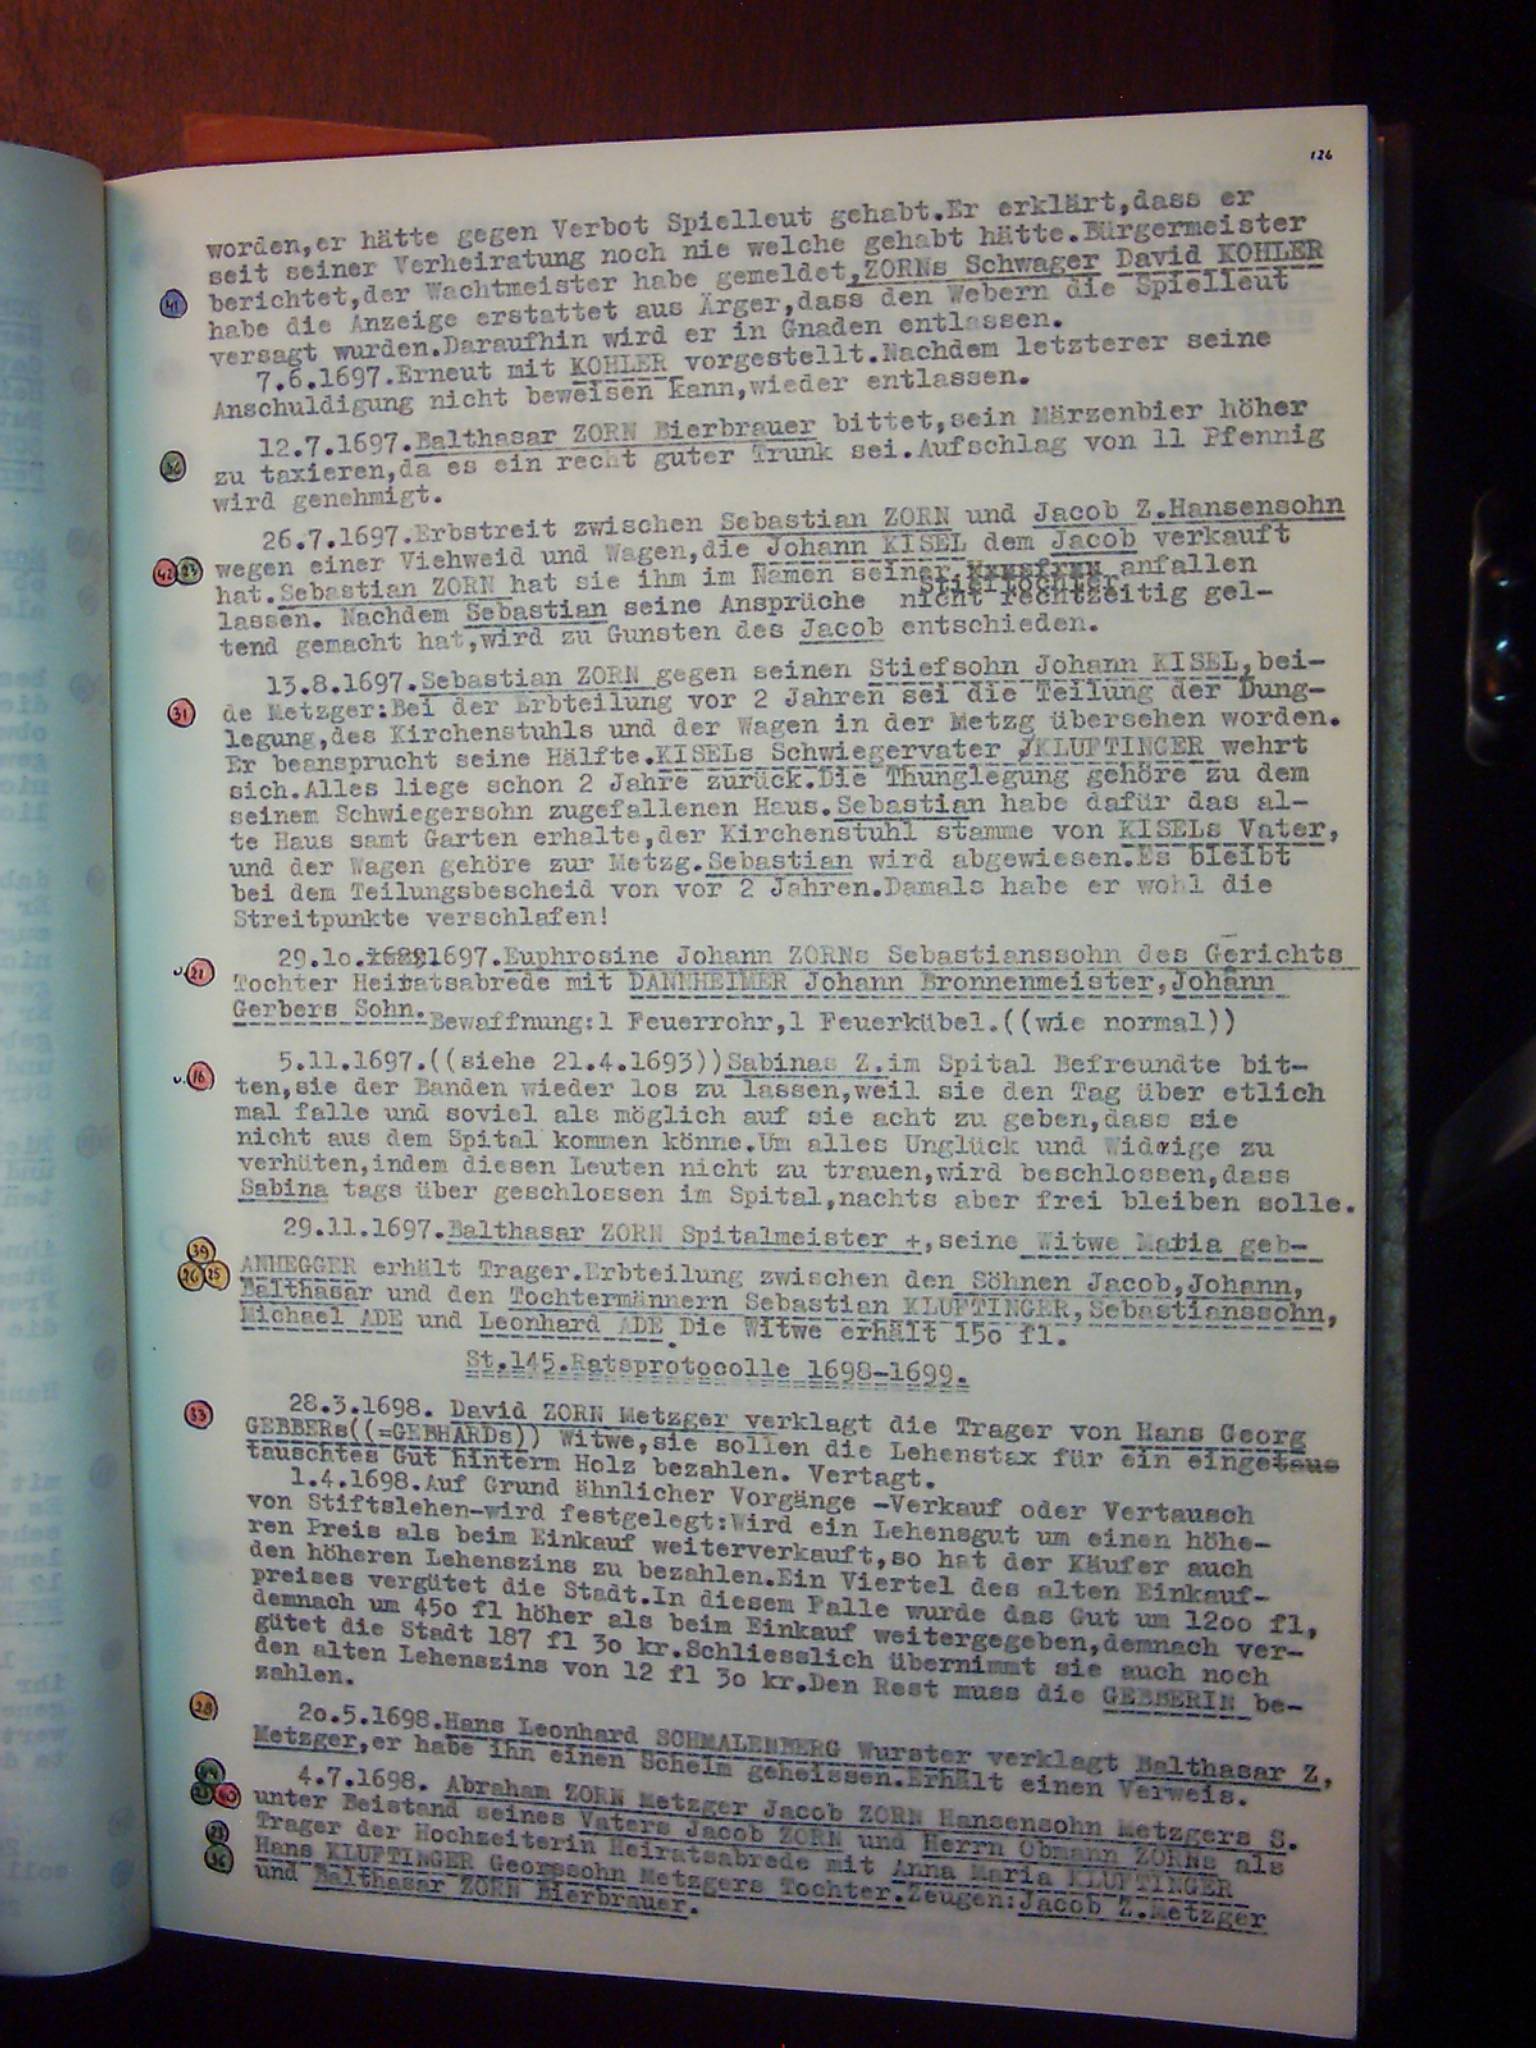 126
worden,er hätte gegen Verbot Spielleut gehabt.Er erklärt,dass er
seit seiner Verheiratung noch nie welche gehabt hätte.Bürgermeister
berichtet,der Wachtmeister habe gemeldet,ZORNs Schwager David KOHLER
41
habe die Anzeige erstattet aus Ärger,dass den Webern die Spielleut
versagt wurden.Daraufhin wird er in Gnaden entlassen.
7.6.1697.Erneut mit KOHLER vorgestellt.Nachdem letzterer seine
Anschuldigung nicht beweisen kann,wieder entlassen.
12.7.1697.Balthasar ZORN Bierbrauer bittet,sein Märzenbier höher
36
zu taxieren,da es ein recht guter Trunk sei.Aufschlag von 11 Pfennig
wird genehmigt.
26.7.1697.Erbstreit zwischen Sebastian ZORN und Jacob Z.Hansensohn
42 23
wegen einer Viehweid und Wagen,die Johann KISEL dem Jacob verkauft
hat.Sebastian ZORN hat sie ihm im Namen seiner Stieftochter anfallen
lassen. Nachdem Sebastian seine Ansprüche nicht rechtzeitig gel-
tend gemacht hat,wird zu Gunsten des Jacob entschieden.
13.8.1697.Sebastian ZORN gegen seinen Stiefsohn Johann KISEL,bei-
31
de Metzger:Bei der Erbteilung vor 2 Jahren sei die Teilung der Dung-
legung,des Kirchenstuhls und der Wagen in der Metzg übersehen worden.
Er beansprucht seine Hälfte.KISELs Schwiegervater KLUFTINGER wehrt
sich.Alles liege schon 2 Jahre zurück.Die Thunglegung gehöre zu dem
seinem Schwiegersohn zugefallenen Haus.Sebastian habe dafür das al-
te Haus samt Garten erhalte,der Kirchenstuhl stamme von KISELs Vater,
und der Wagen gehöre zur Metzg.Sebastian wird abgewiesen.Es bleibt
bei dem Teilungsbescheid von vor 2 Jahren.Damals habe er wohl die
Streitpunkte verschlafen!
29.10.1697.Euphrosine Johann ZORNs Sebastianssohn des Gerichts
v. 21
Tochter Heiratsabrede mit DANNHEIMER Johann Bronnenmeister,Johann
Gerbers Sohn.Bewaffnung:1 Feuerrohr,1 Feuerkübel.((wie normal))
5.11.1697.((siehe 21.4.1693))Sabinas Z.im Spital Befreundte bit-
v. 16
ten,sie der Banden wieder los zu lassen,weil sie den Tag über etlich
mal falle und soviel als möglich auf sie acht zu geben,dass sie
nicht aus dem Spital kommen könne.Um alles Unglück und Widrige zu
verhüten,indem diesen Leuten nicht zu trauen,wird beschlossen,dass
Sabina tags über geschlossen im Spital,nachts aber frei bleiben solle.
29.11.1697.Balthasar ZORN Spitalmeister +,seine Witwe Maria geb-
39
26 25
ANHEGGER erhält Trager.Erbteilung zwischen den Söhnen Jacob,Johann,
Balthasar und den Tochtermännern Sebastian KLUFTINGER,Sebastianssohn,
Michael ADE und Leonhard ADE.Die Witwe erhält 150 fl.
St.145.Ratsprotocolle 1698-1699.
28.3.1698. David ZORN Metzger verklagt die Trager von Hans Georg
33
GEBBERs((=GEBHARDs)) Witwe,sie sollen die Lehenstax für ein eingetaus
tauschtes Gut hinterm Holz bezahlen. Vertagt.
1.4.1698.Auf Grund ähnlicher Vorgänge -Verkauf oder Vertausch
von Stiftslehen-wird festgelegt:Wird ein Lehensgut um einen höhe-
ren Preis als beim Einkauf weiterverkauft,so hat der Käufer auch
den höheren Lehenszins zu bezahlen.Ein Viertel des alten Einkauf-
preises vergütet die Stadt.In diesem Falle wurde das Gut um 1200 fl,
demnach um 450 fl höher als beim Einkauf weitergegeben,demnach ver-
gütet die Stadt 187 fl 30 kr.Schliesslich übernimmt sie auch noch
den alten Lehenszins von 12 fl 30 kr.Den Rest muss die GEBBERIN be-
zahlen.
28
20.5.1698.Hans Leonhard SCHMALENBERG Wurster verklagt Balthasar Z,
Metzger,er habe ihn einen Schelm geheissen.Erhält einen Verweis.
4.7.1698. Abraham ZORN Metzger Jacob ZORN Hansensohn Metzgers S.
23 40
unter Beistand seines Vaters Jacob ZORN und Herrn Obmann ZORNs als
Trager der Hochzeiterin Heiratsabrede mit Anna Maria KLUFTINGER
23
Hans KLUFTINGER Georgssohn Metzgers Tochter.Zeugen:Jacob Z.Metzger
36
und Balthasar ZORN Bierbrauer.